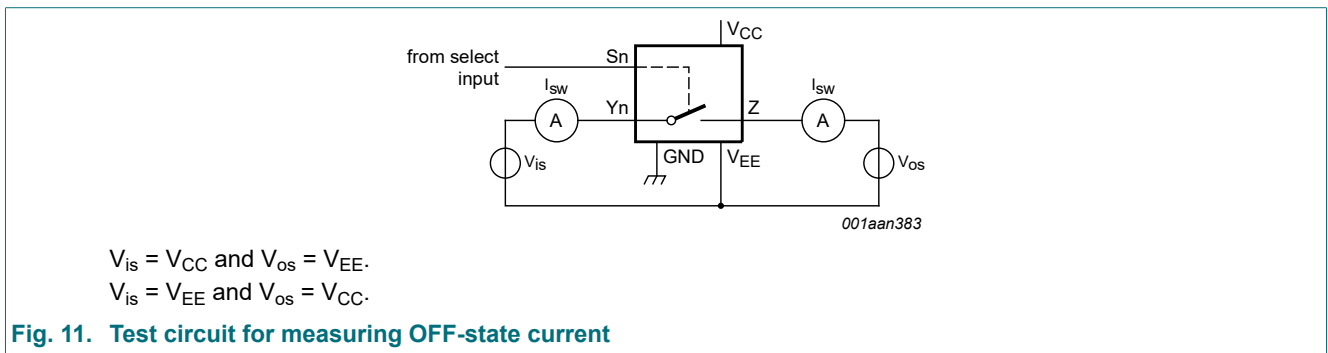 V_CC
from select
input
Sn
I_sw
A
Yn
Z
I_sw
A
GND
V_EE
V_is
V_os
001aan383
V_is = V_CC and V_os = V_EE.
V_is = V_EE and V_os = V_CC.
Fig. 11. Test circuit for measuring OFF-state current